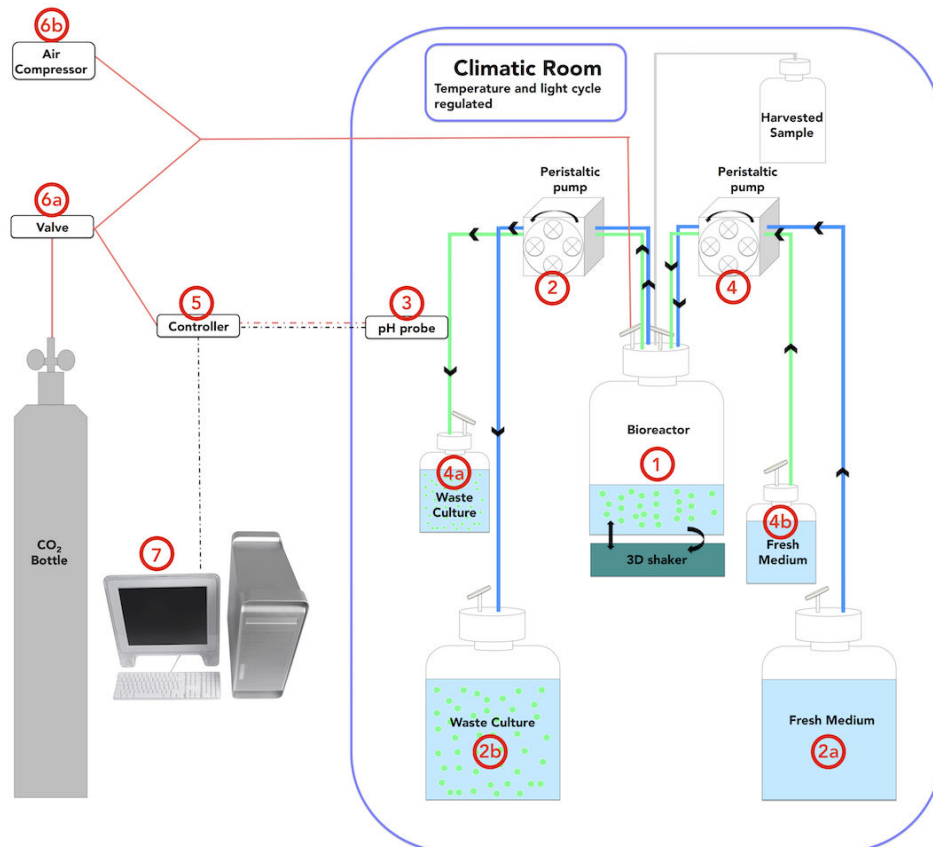 6b
Air
Compressor
Climatic Room
Temperature and light cycle
regulated
Harvested
Sample
Peristaltic
pump
Peristaltic
pump
6a
Valve
2
4
5
Controller
3
pH probe
Bioreactor
1
4a
Waste
Culture
4b
Fresh
Medium
3D shaker
CO₂
Bottle
7
Waste Culture
2b
Fresh Medium
2a